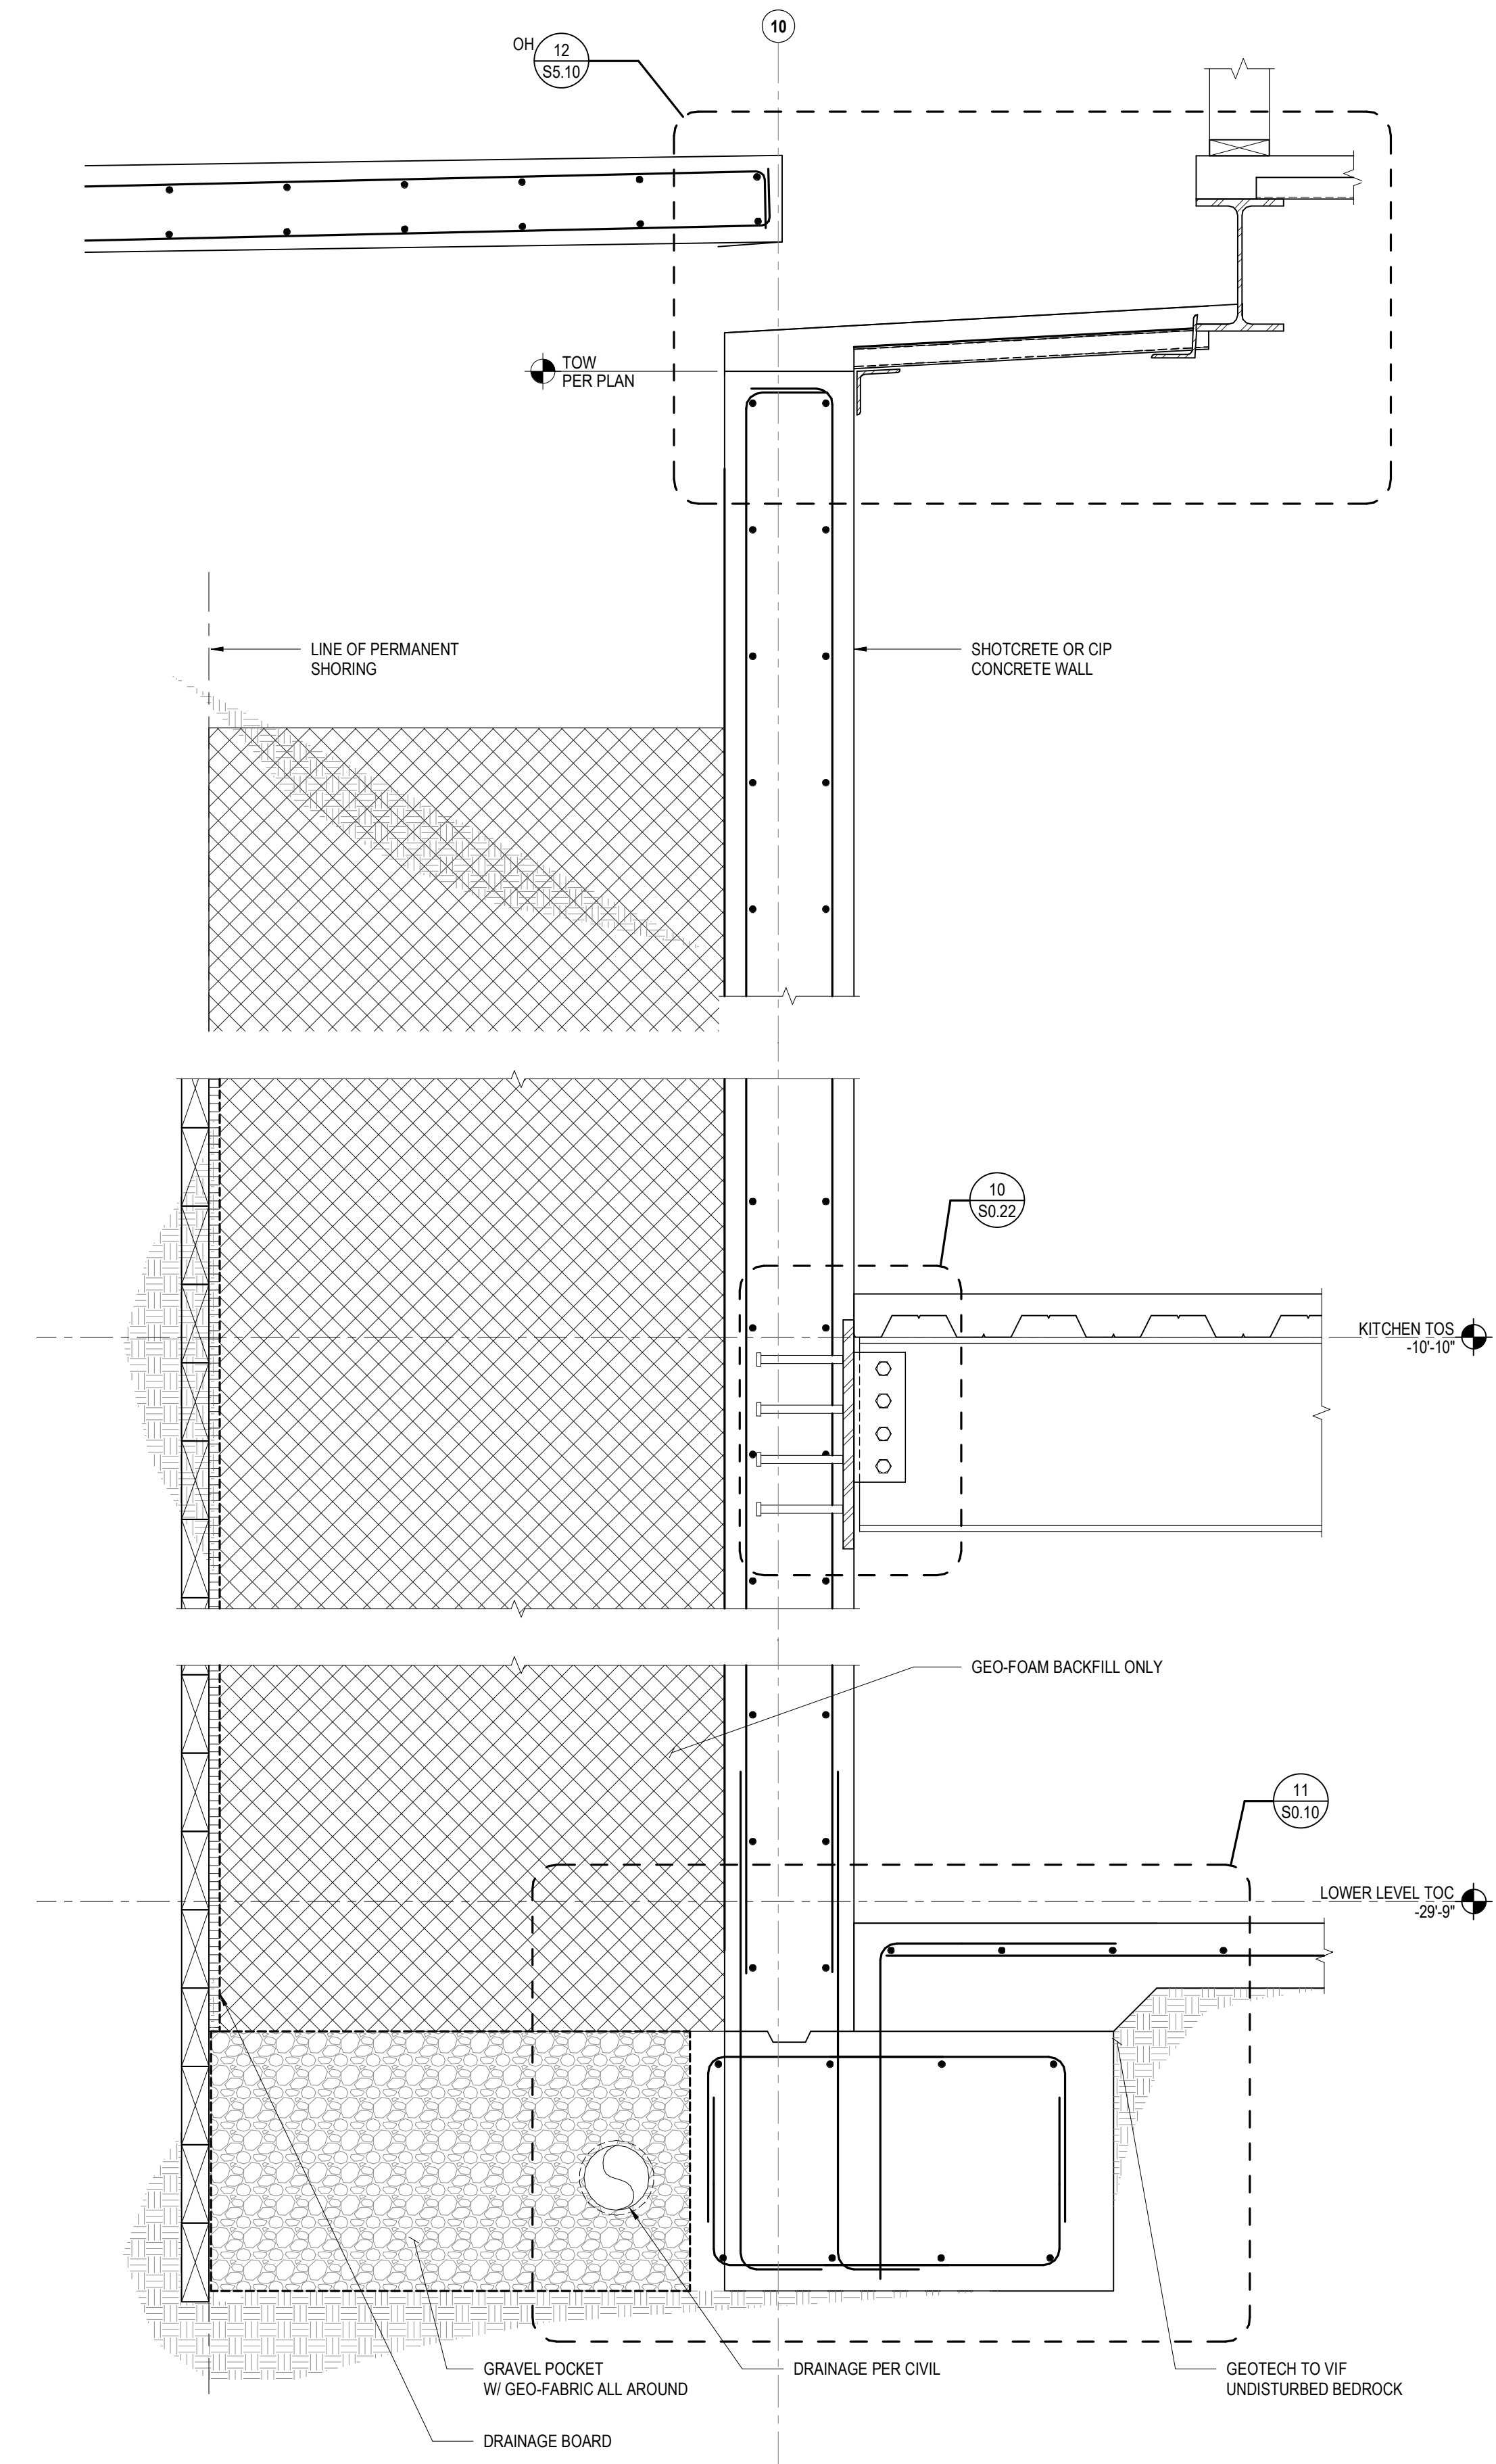 10
OH
12
S5.10
TOW
PER PLAN
LINE OF PERMANENT
SHORING
SHOTCRETE OR CIP
CONCRETE WALL
10
S0.22
KITCHEN TOS
-10'-10"
GEO-FOAM BACKFILL ONLY
11
S0.10
LOWER LEVEL TOC
-29'-9"
GRAVEL POCKET
W/ GEO-FABRIC ALL AROUND
DRAINAGE PER CIVIL
GEOTECH TO VIF
UNDISTURBED BEDROCK
DRAINAGE BOARD